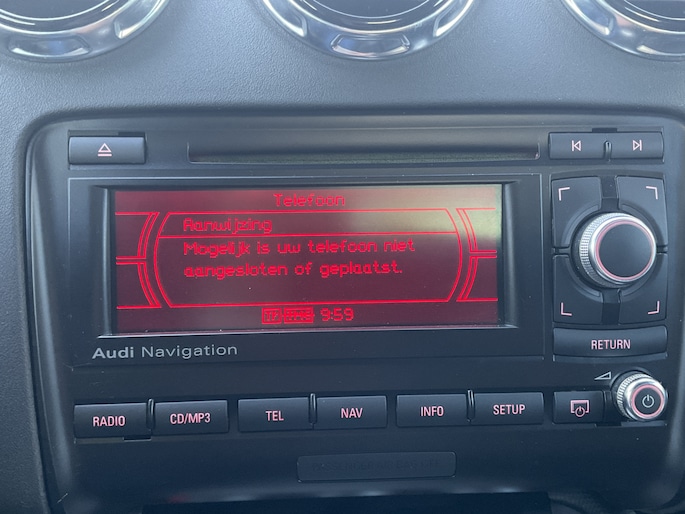 Telefoon
Aanwijzing
Mogelijk is uw telefoon niet
aangesloten of geplaatst.
9:59
Audi Navigation
RETURN
RADIO
CD/MP3
TEL
NAV
INFO
SETUP